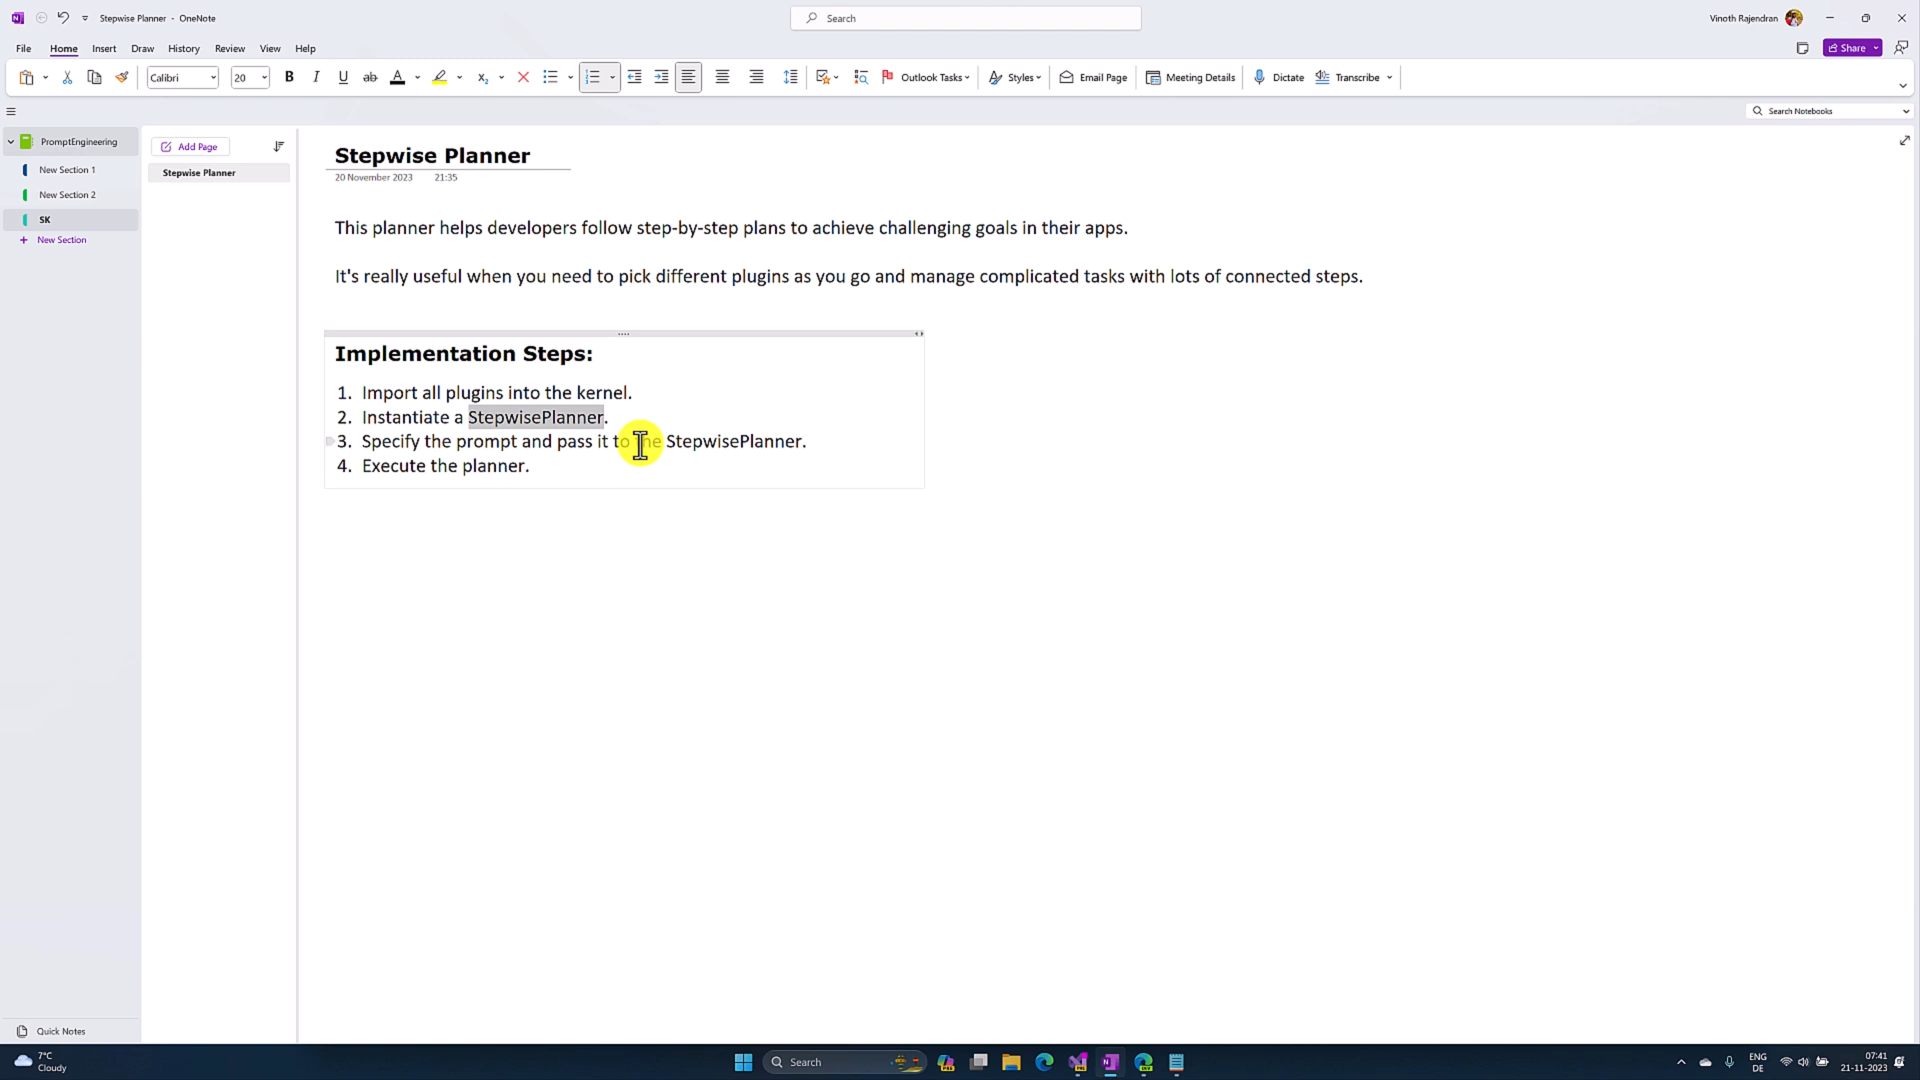 Stepwise Planner - OneNote
Search
Vinoth Rajendran
File Home Insert Draw History Review View Help
Share
Calibri 20 B I U ab A X₂ Outlook Tasks Styles Email Page Meeting Details Dictate Transcribe
Search Notebooks
PromptEngineering
New Section 1
New Section 2
SK
New Section
Add Page
Stepwise Planner
Stepwise Planner
20 November 2023 21:35
This planner helps developers follow step-by-step plans to achieve challenging goals in their apps.
It's really useful when you need to pick different plugins as you go and manage complicated tasks with lots of connected steps.
Implementation Steps:
1. Import all plugins into the kernel.
2. Instantiate a StepwisePlanner.
3. Specify the prompt and pass it to the StepwisePlanner.
4. Execute the planner.
Quick Notes
7°C
Cloudy
Search
ENG
DE
07:41
21-11-2023